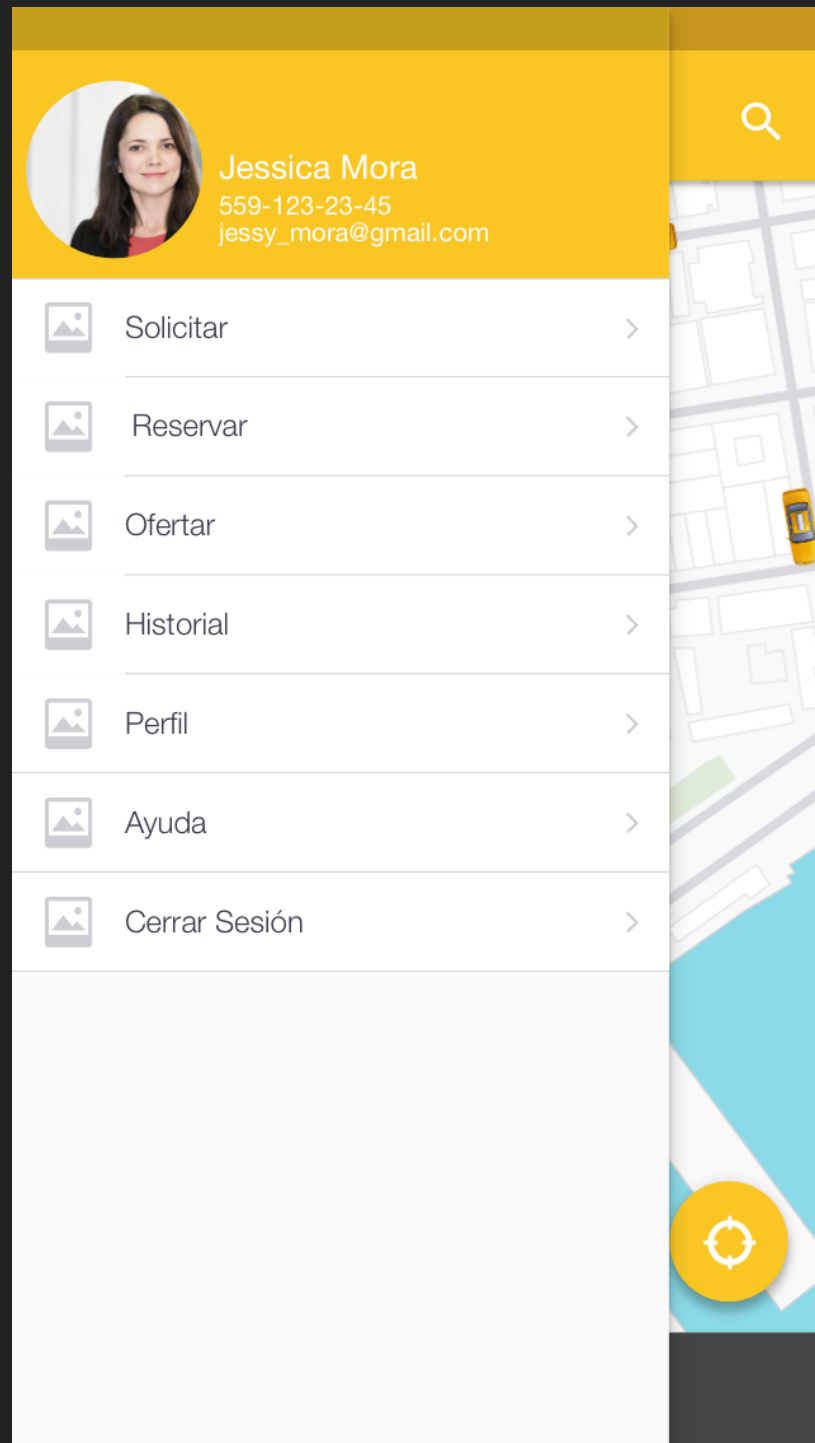 Jessica Mora
559-123-23-45
jessy_mora@gmail.com
Solicitar
Reservar
Ofertar
Historial
Perfil
Ayuda
Cerrar Sesión